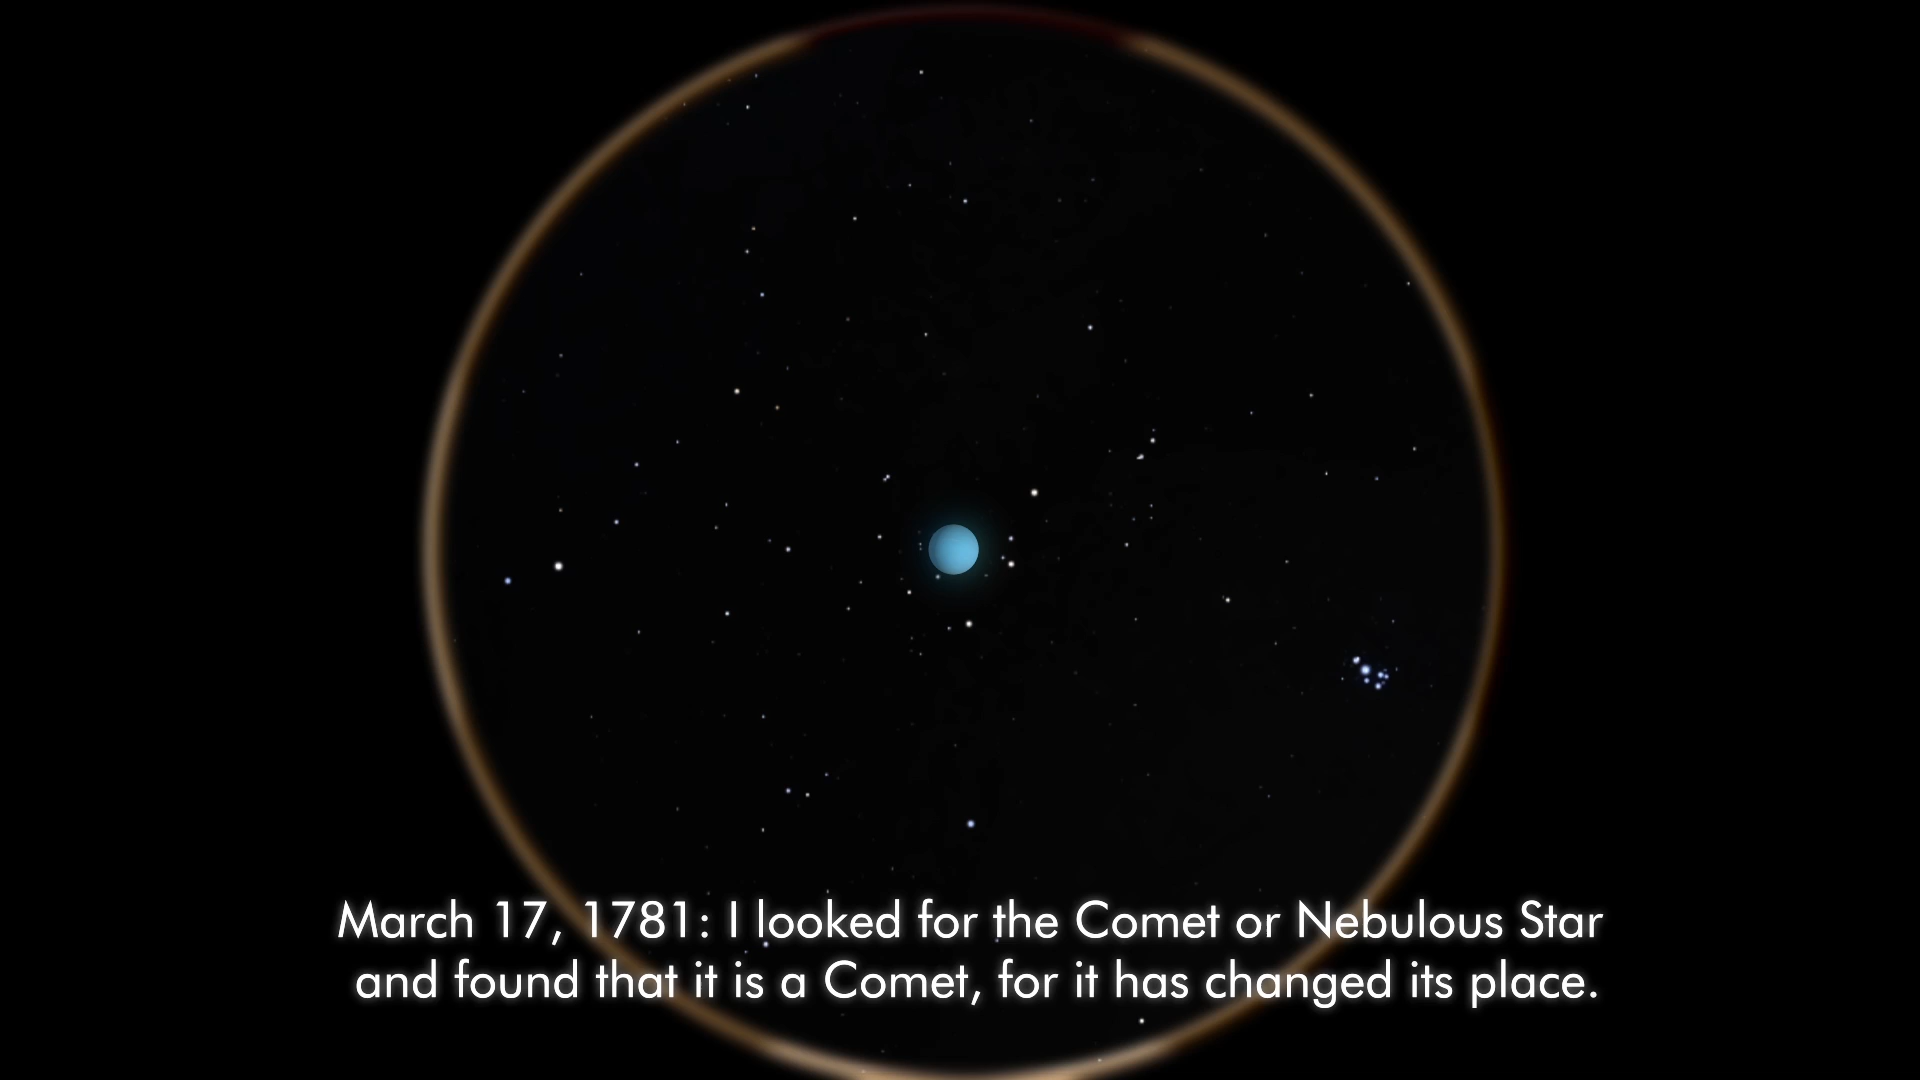 March 17, 1781: I looked for the Comet or Nebulous Star
and found that it is a Comet, for it has changed its place.